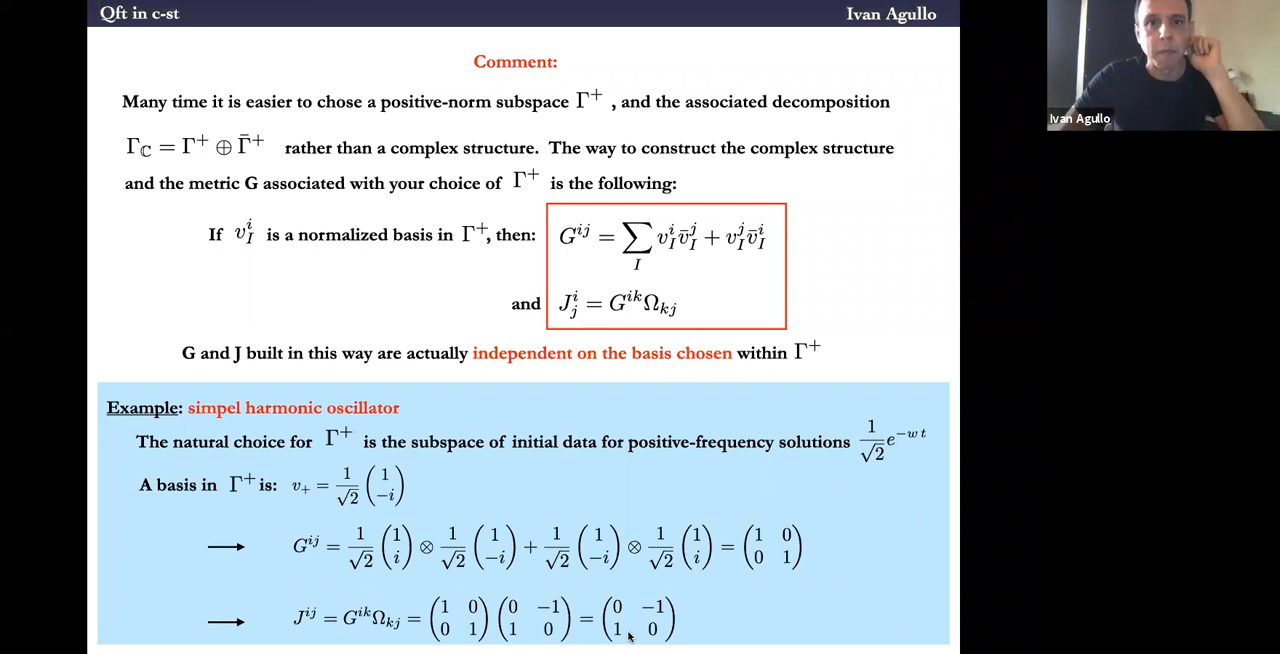 Qft in c-st
Ivan Agullo
Comment:
Many time it is easier to chose a positive-norm subspace Γ⁺ , and the associated decomposition
Γ_ℂ = Γ⁺ ⊕ Γ̄⁺ rather than a complex structure. The way to construct the complex structure
and the metric G associated with your choice of Γ⁺ is the following:
If v_I^i is a normalized basis in Γ⁺, then: G^{ij} = ∑_I v_I^i v̄_I^j + v_I^j v̄_I^i
and J^i_j = G^{ik}Ω_{kj}
G and J built in this way are actually independent on the basis chosen within Γ⁺
Example: simpel harmonic oscillator
The natural choice for Γ⁺ is the subspace of initial data for positive-frequency solutions 1/√2 e^{-w t}
A basis in Γ⁺ is: v₊ = 1/√2 (1; -i)
→ G^{ij} = 1/√2 (1; i) ⊗ 1/√2 (1; -i) + 1/√2 (1; -i) ⊗ 1/√2 (1; i) = (1 0; 0 1)
→ J^{ij} = G^{ik}Ω_{kj} = (1 0; 0 1) (0 -1; 1 0) = (0 -1; 1 0)
Ivan Agullo